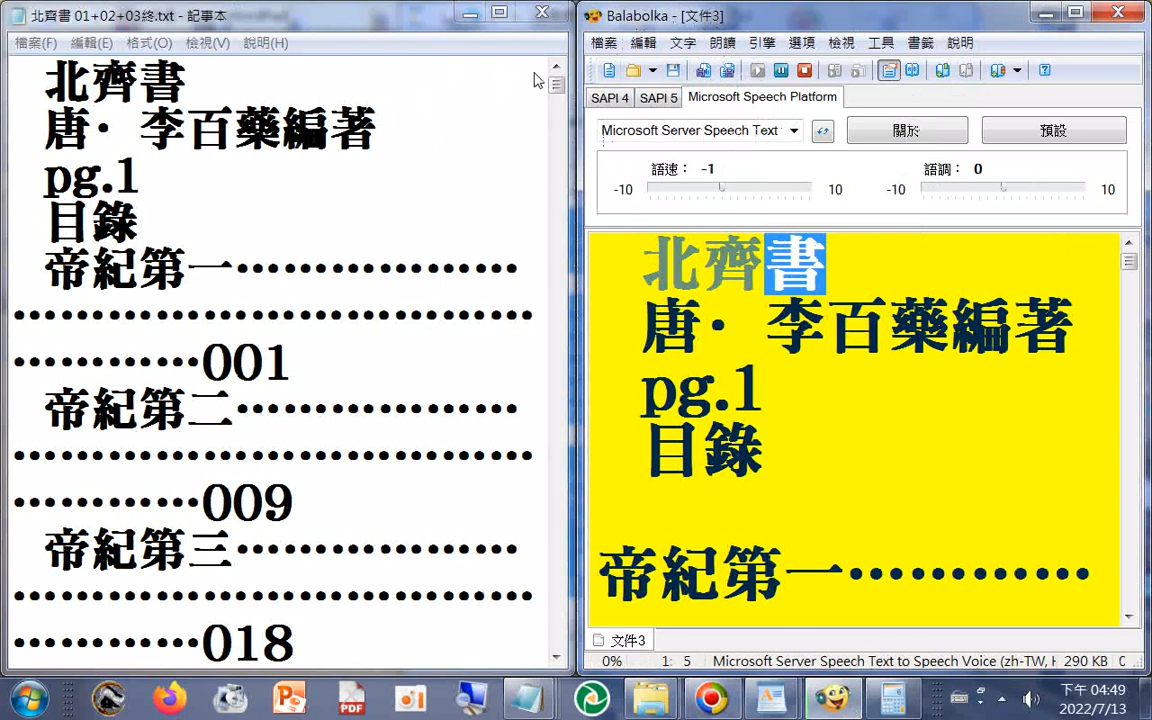 北齊書 01+02+03終.txt - 記事本
檔案(F) 編輯(E) 格式(O) 檢視(V) 說明(H)
北齊書
唐· 李百藥編著
pg.1
目錄
帝紀第一………………
……………………………
…………001
帝紀第二………………
……………………………
…………009
帝紀第三………………
……………………………
…………018
Balabolka - [文件3]
檔案 編輯 文字 朗讀 引擎 選項 檢視 工具 書籤 說明
SAPI 4 SAPI 5 Microsoft Speech Platform
Microsoft Server Speech Text 關於 預設
語速： -1 語調： 0
-10 10 -10 10
北齊書
唐· 李百藥編著
pg.1
目錄
帝紀第一…………
文件3
0% 1: 5 Microsoft Server Speech Text to Speech Voice (zh-TW, H 290 KB
PDF
下午 04:49
2022/7/13